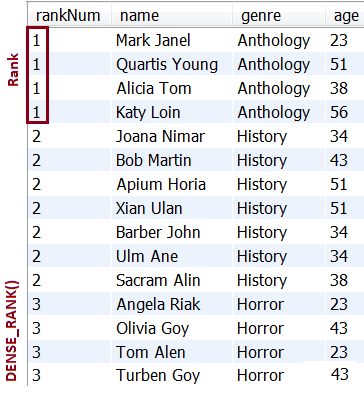 rankNum name genre age
Rank
1 Mark Janel Anthology 23
1 Quartis Young Anthology 51
1 Alicia Tom Anthology 38
1 Katy Loin Anthology 56
2 Joana Nimar History 34
2 Bob Martin History 43
2 Apium Horia History 51
2 Xian Ulan History 51
2 Barber John History 34
2 Ulm Ane History 34
2 Sacram Alin History 38
DENSE_RANK()
3 Angela Riak Horror 23
3 Olivia Goy Horror 43
3 Tom Alen Horror 23
3 Turben Goy Horror 43